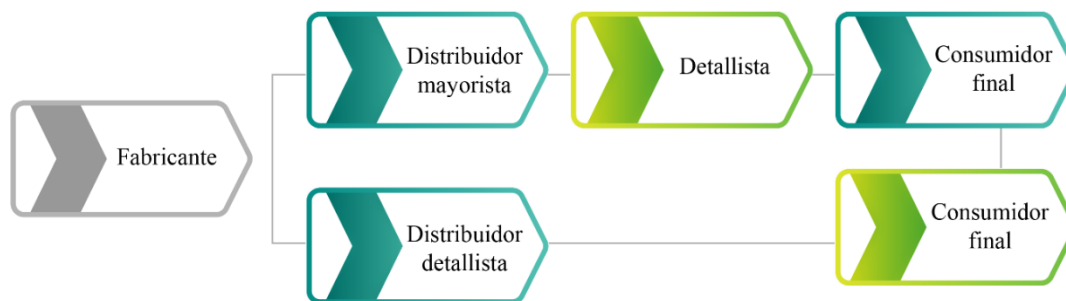 Fabricante
Distribuidor
mayorista
Detallista
Consumidor
final
Distribuidor
detallista
Consumidor
final